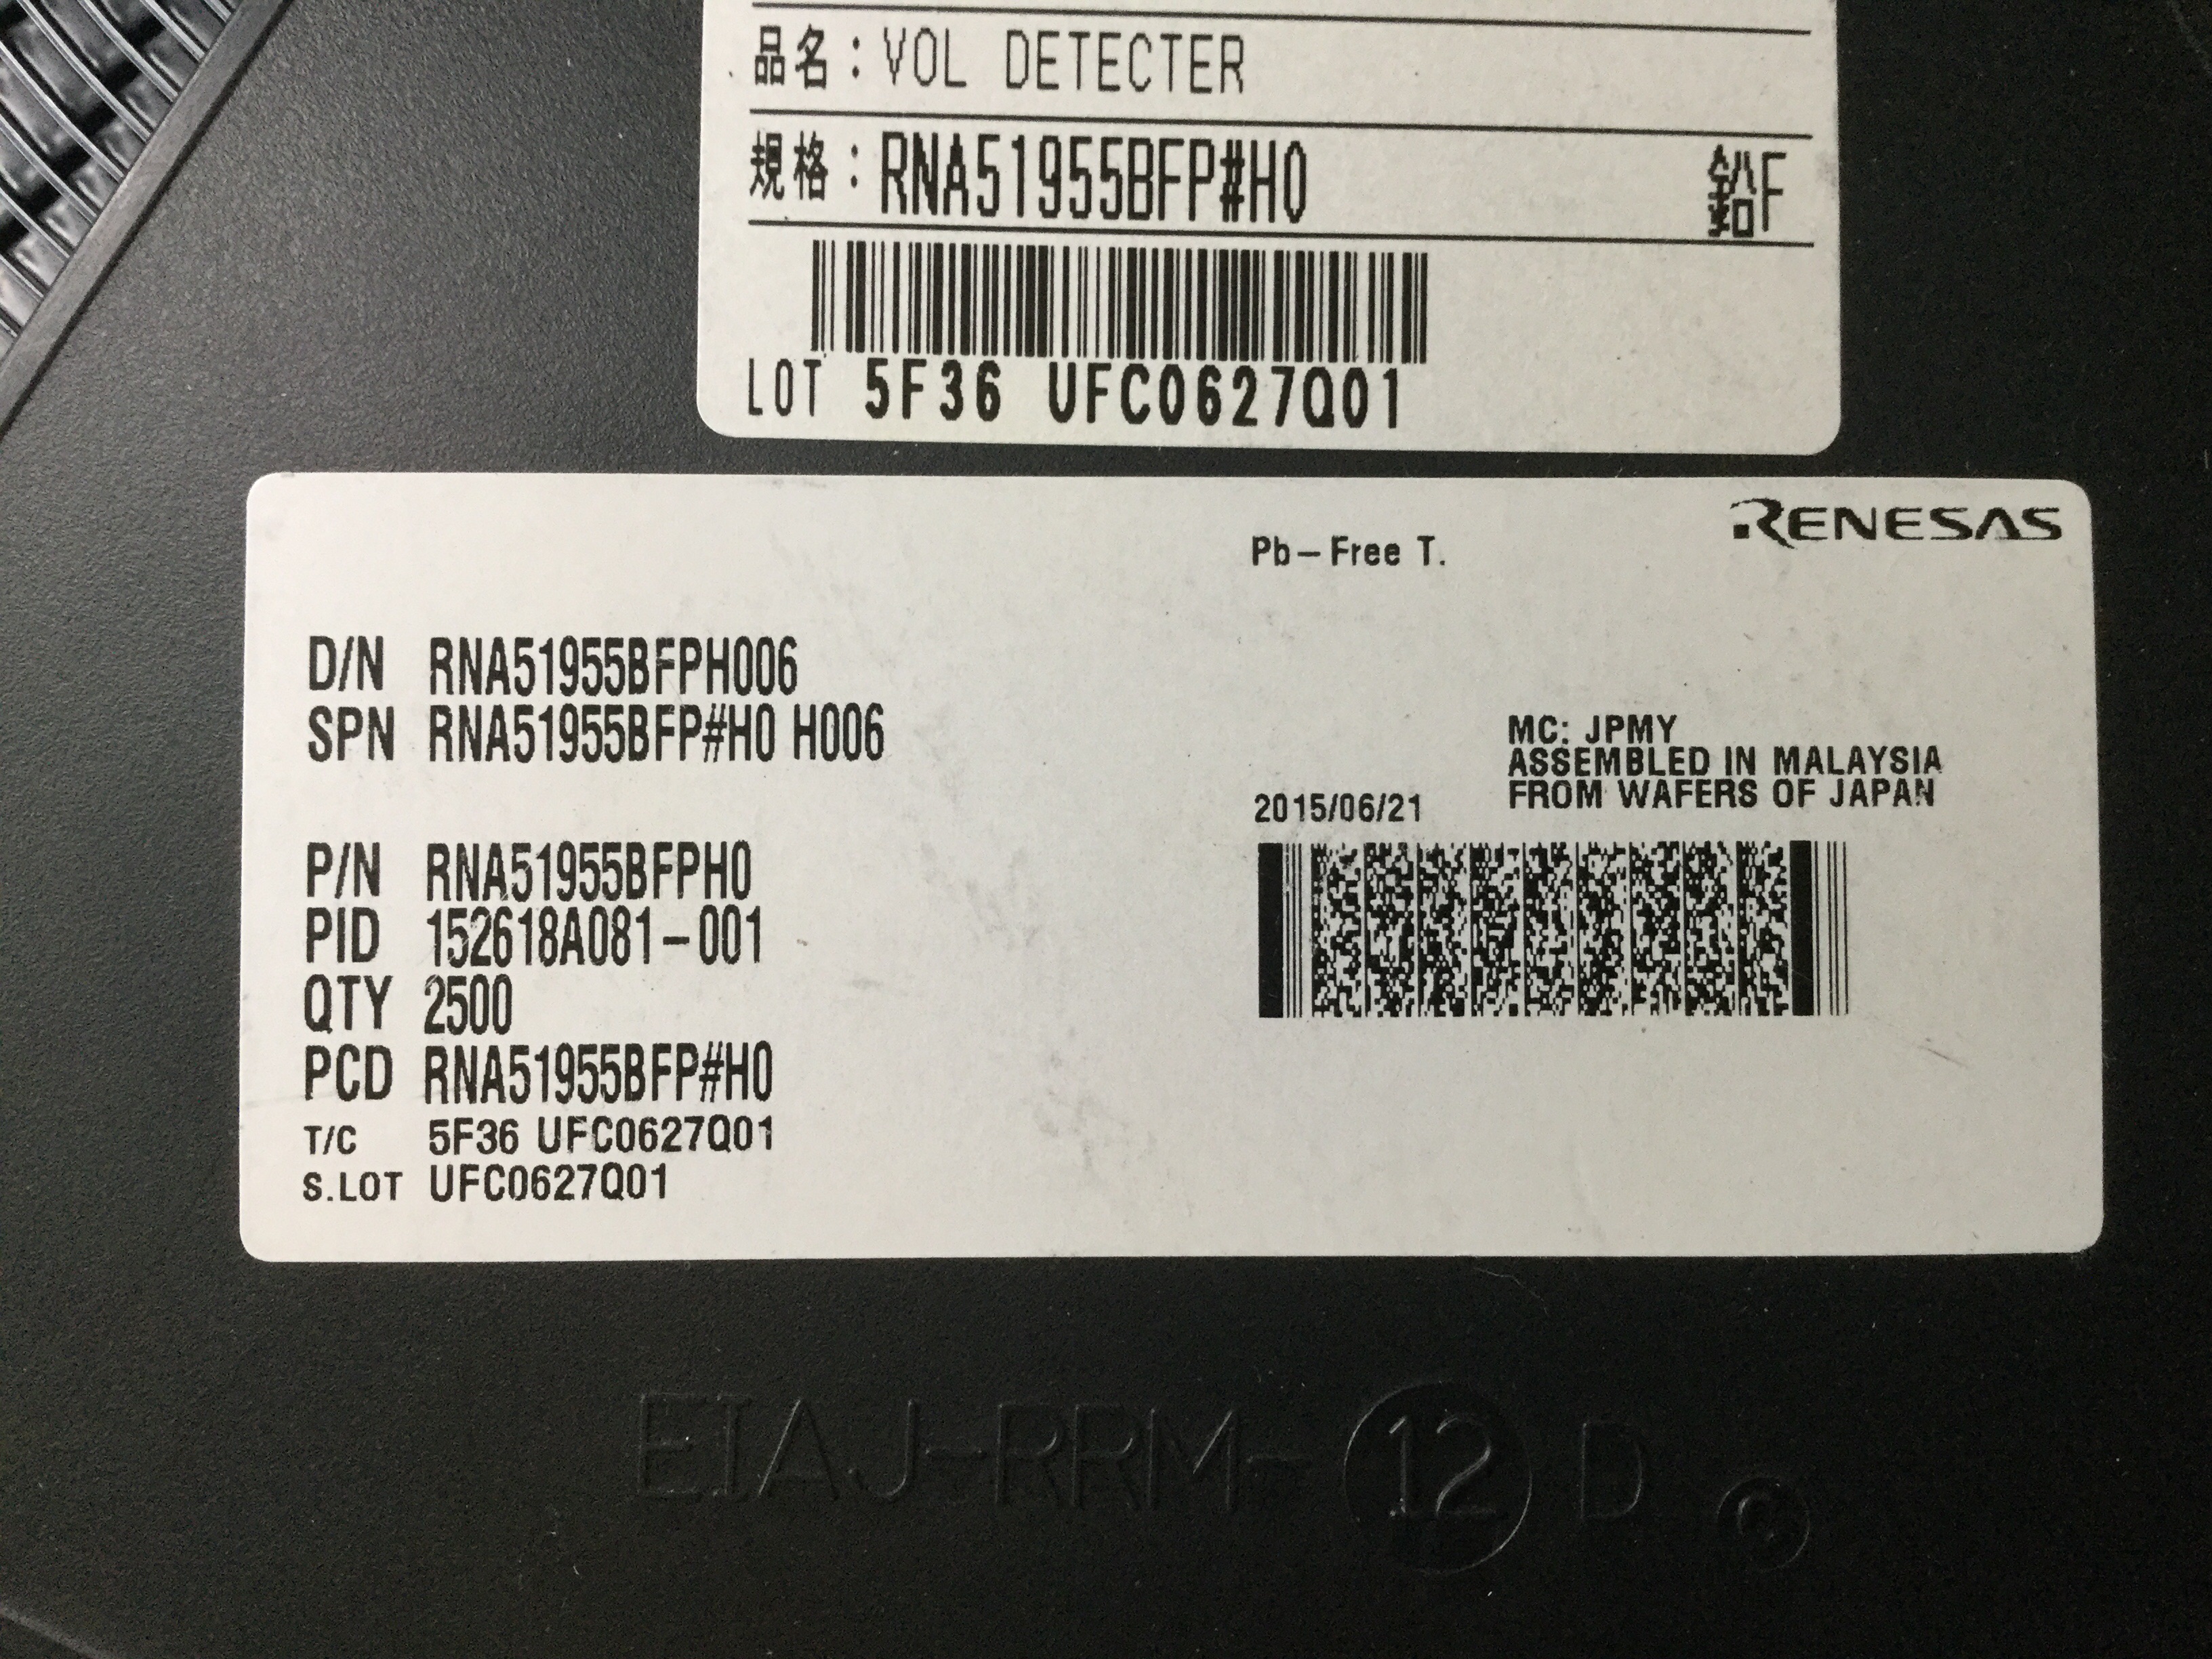 品名:VOL DETECTER
規格:RNA51955BFP#H0 鉛F
LOT 5F36 UFC0627Q01
RENESAS
Pb-Free T.
D/N RNA51955BFPH006
SPN RNA51955BFP#H0 H006
MC: JPMY
ASSEMBLED IN MALAYSIA
FROM WAFERS OF JAPAN
2015/06/21
P/N RNA51955BFPH0
PID 152618A081-001
QTY 2500
PCD RNA51955BFP#H0
T/C 5F36 UFC0627Q01
S.LOT UFC0627Q01
EIAJ-RRM-12 D C